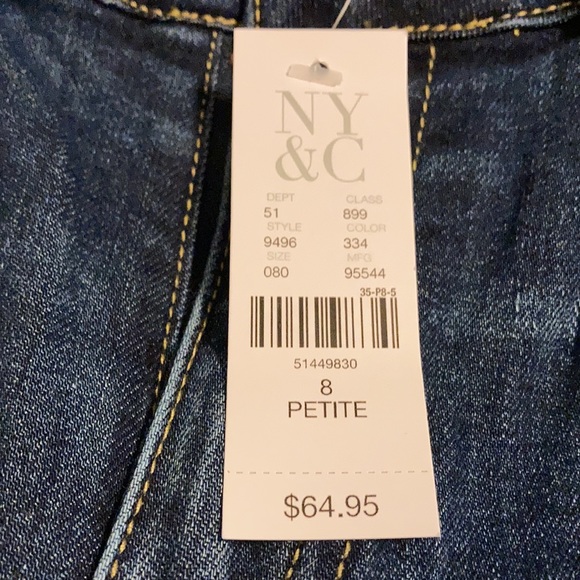 NY
&C
DEPT CLASS
51 899
STYLE COLOR
9496 334
SIZE MFG
080 95544
35-P8-5
51449830
8
PETITE
$64.95